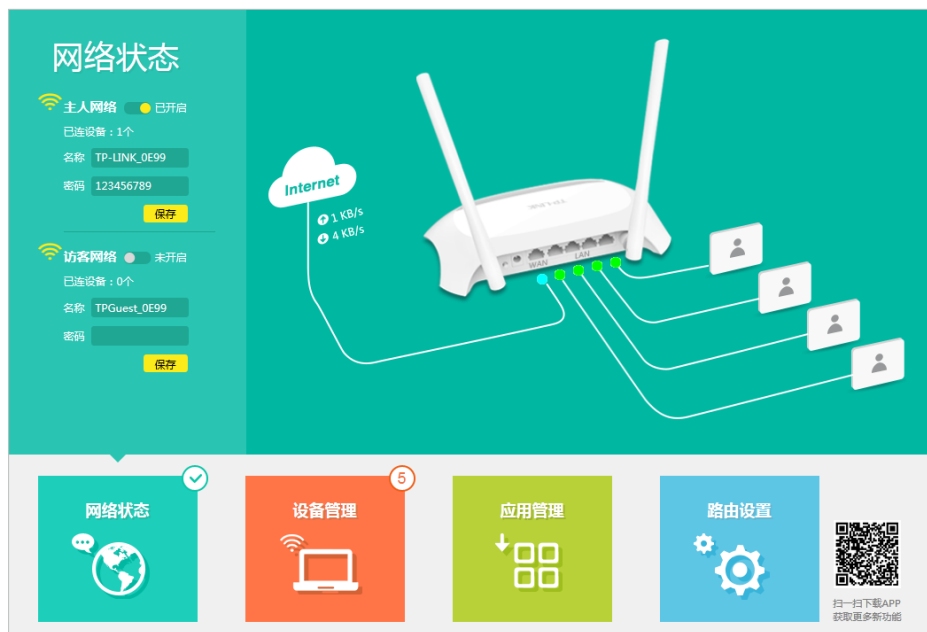 网络状态
主人网络 已开启
已连设备：1个
名称 TP-LINK_0E99
密码 123456789
保存
访客网络 未开启
已连设备：0个
名称 TPGuest_0E99
密码
保存
Internet
1 KB/s
4 KB/s
TP-LINK
WAN LAN
网络状态
设备管理
5
应用管理
路由设置
扫一扫下载APP
获取更多新功能